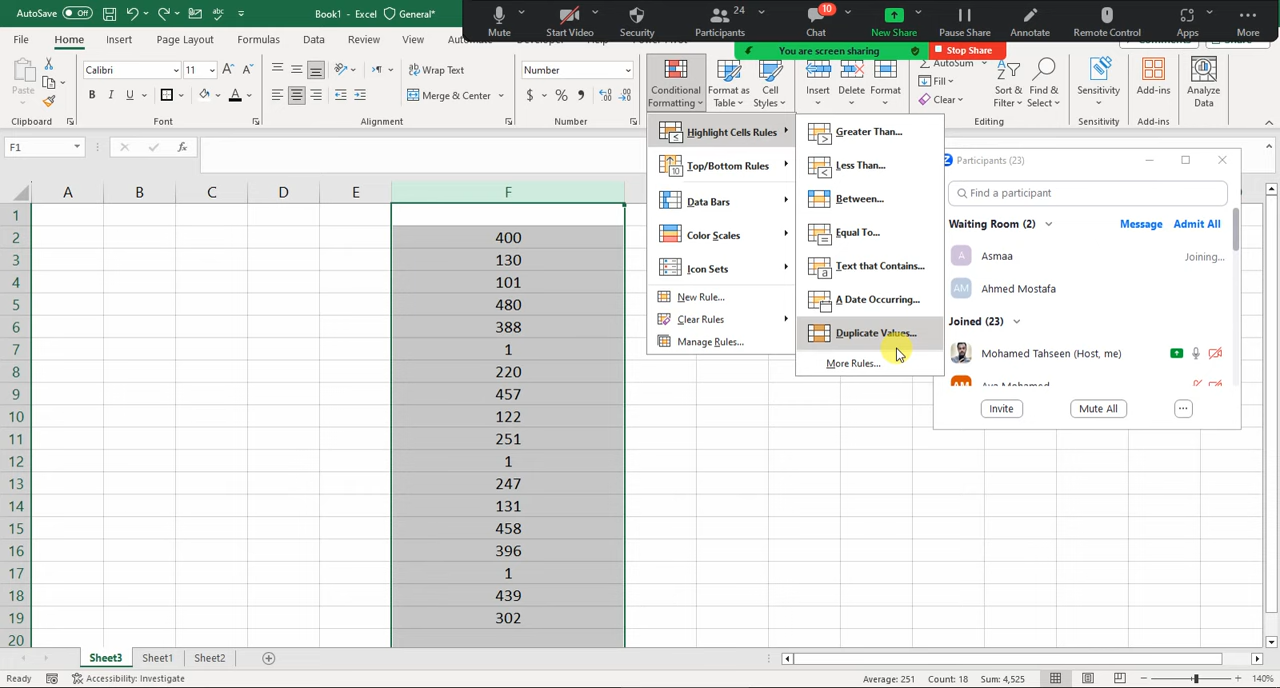 AutoSave Off Book1 - Excel General*
Mute Start Video Security Participants 24 Chat 10 New Share Pause Share Annotate Remote Control Apps More
You are screen sharing Stop Share
File Home Insert Page Layout Formulas Data Review View
Paste Calibri 11 A^ A˅ Wrap Text Number
B I U A Merge & Center $ % 9
Conditional Formatting Format as Table Cell Styles Insert Delete Format AutoSum Fill Clear Sort & Filter Find & Select Sensitivity Add-ins Analyze Data
Clipboard Font Alignment Number Editing Sensitivity Add-ins
F1 fx
Highlight Cells Rules
Top/Bottom Rules
Data Bars
Color Scales
Icon Sets
New Rule...
Clear Rules
Manage Rules...
Greater Than...
Less Than...
Between...
Equal To...
Text that Contains...
A Date Occurring...
Duplicate Values...
More Rules...
Participants (23)
Find a participant
Waiting Room (2) Message Admit All
A Asmaa Joining...
AM Ahmed Mostafa
Joined (23)
Mohamed Tahseen (Host, me)
Invite Mute All ...
A B C D E F
1
2 400
3 130
4 101
5 480
6 388
7 1
8 220
9 457
10 122
11 251
12 1
13 247
14 131
15 458
16 396
17 1
18 439
19 302
20
Sheet3 Sheet1 Sheet2
Ready Accessibility: Investigate Average: 251 Count: 18 Sum: 4,525 140%